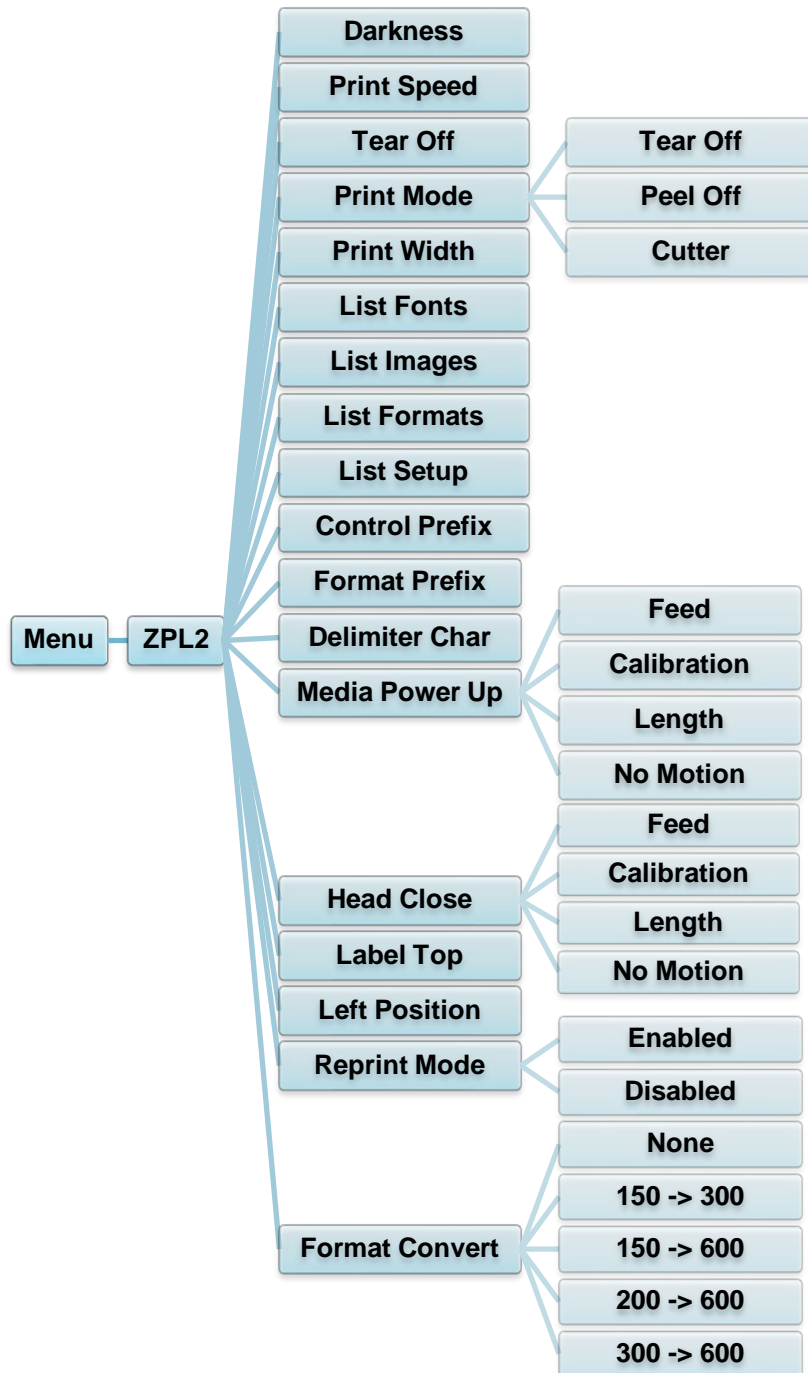 Menu
ZPL2
Darkness
Print Speed
Tear Off
Print Mode
Tear Off
Peel Off
Cutter
Print Width
List Fonts
List Images
List Formats
List Setup
Control Prefix
Format Prefix
Delimiter Char
Media Power Up
Feed
Calibration
Length
No Motion
Head Close
Feed
Calibration
Length
No Motion
Label Top
Left Position
Reprint Mode
Enabled
Disabled
Format Convert
None
150 -> 300
150 -> 600
200 -> 600
300 -> 600